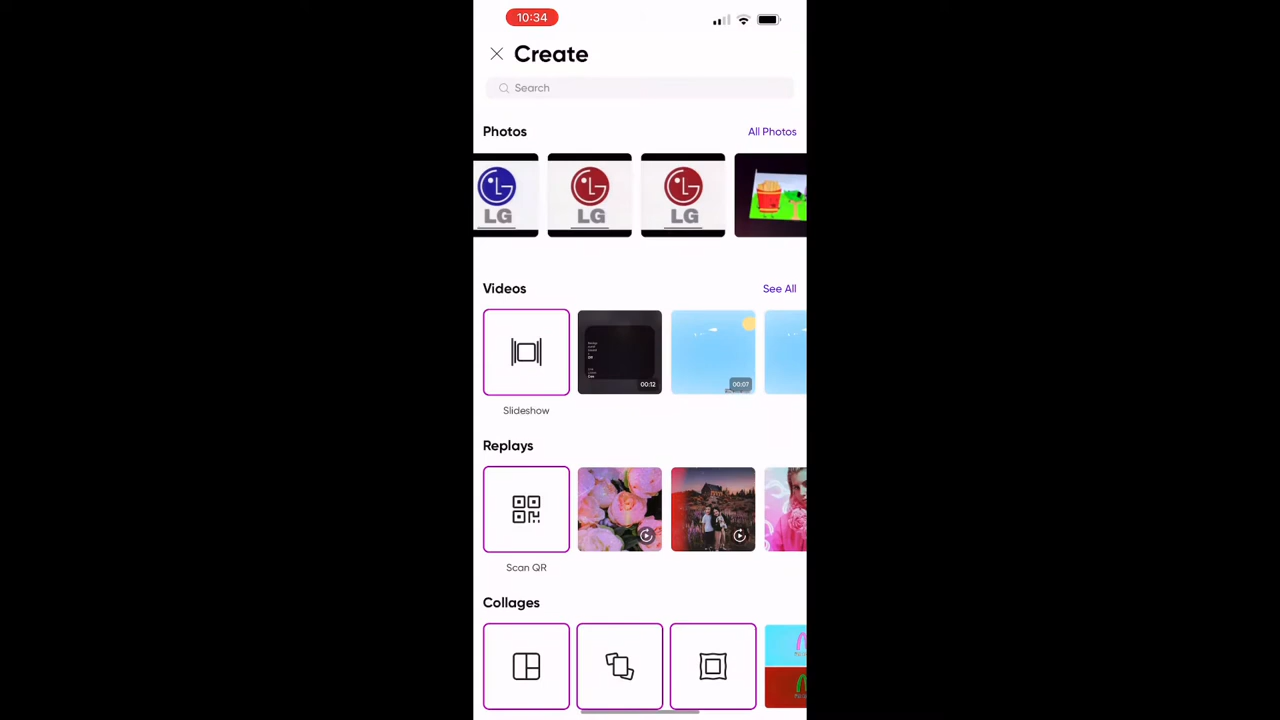 10:34
Create
Search
Photos
All Photos
LG
LG
LG
Videos
See All
00:12
00:07
Slideshow
Replays
Scan QR
Collages